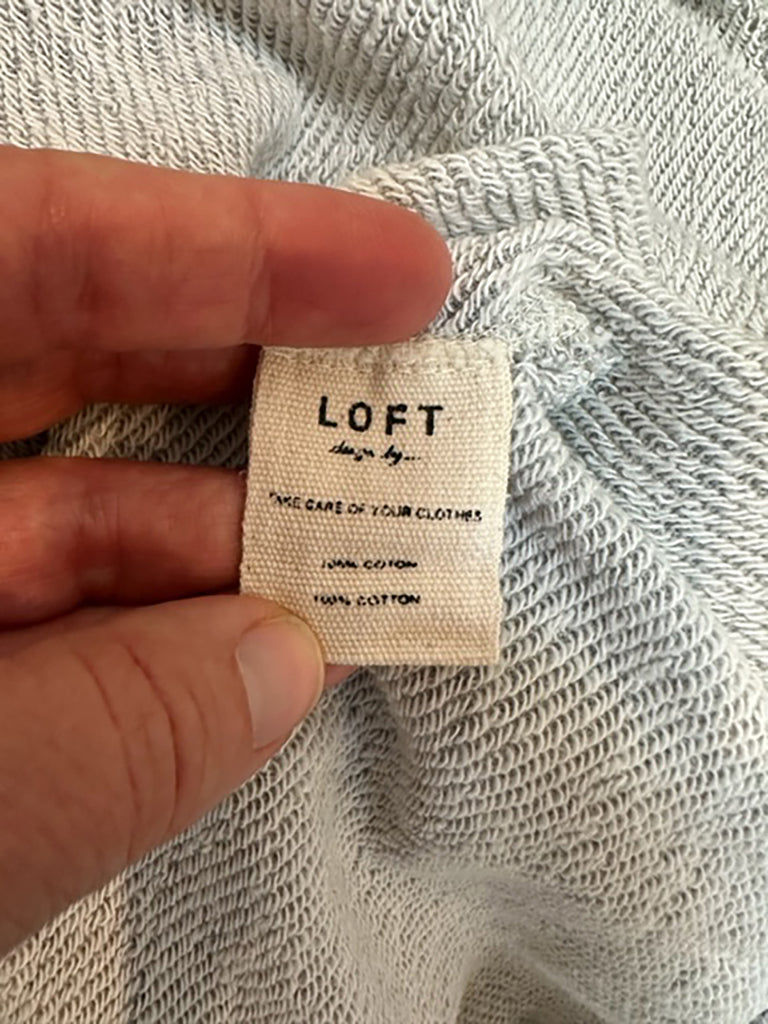 LOFT
design by...
TAKE CARE OF YOUR CLOTHES
100% COTON
100% COTTON